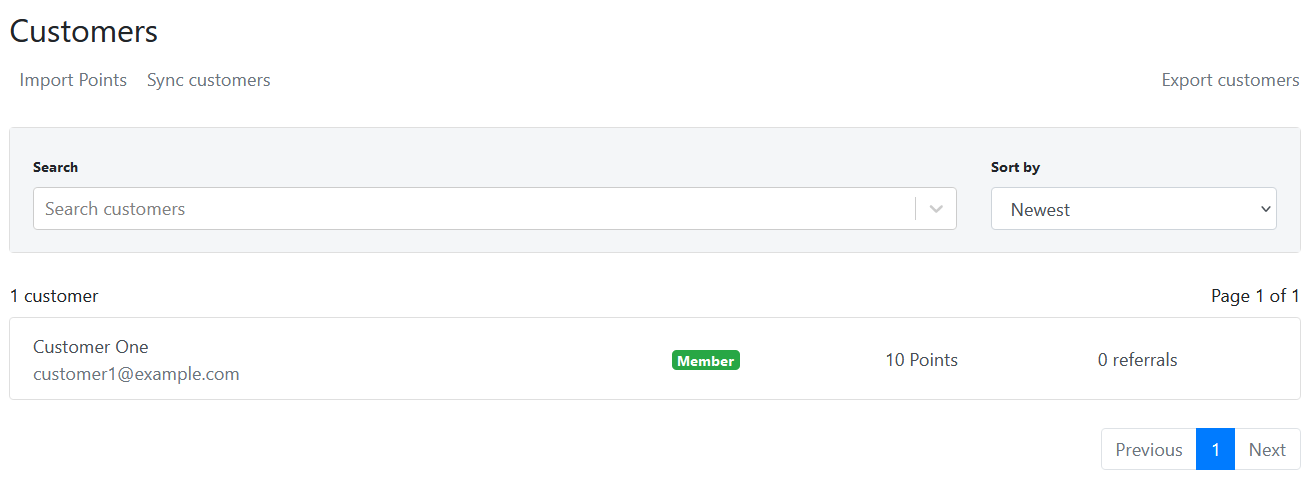 Customers
Import Points Sync customers Export customers
Search Sort by
Search customers Newest
1 customer Page 1 of 1
Customer One
Member 10 Points 0 referrals
customer1@example.com
Previous 1 Next